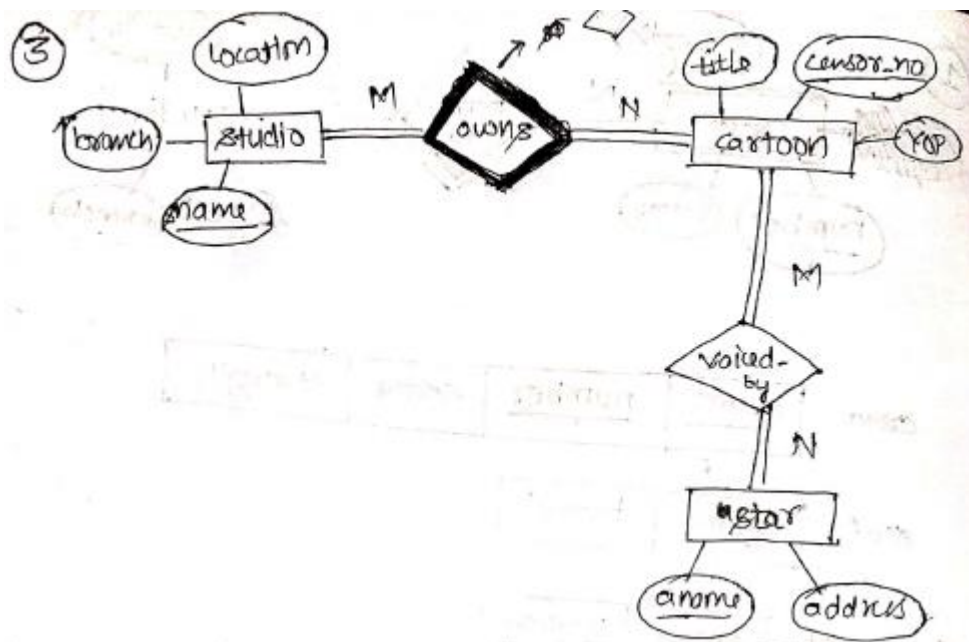 3
location
title
censor_no
M
N
branch
studio
owns
cartoon
YOP
name
M
voiced-
by
N
star
aname
address